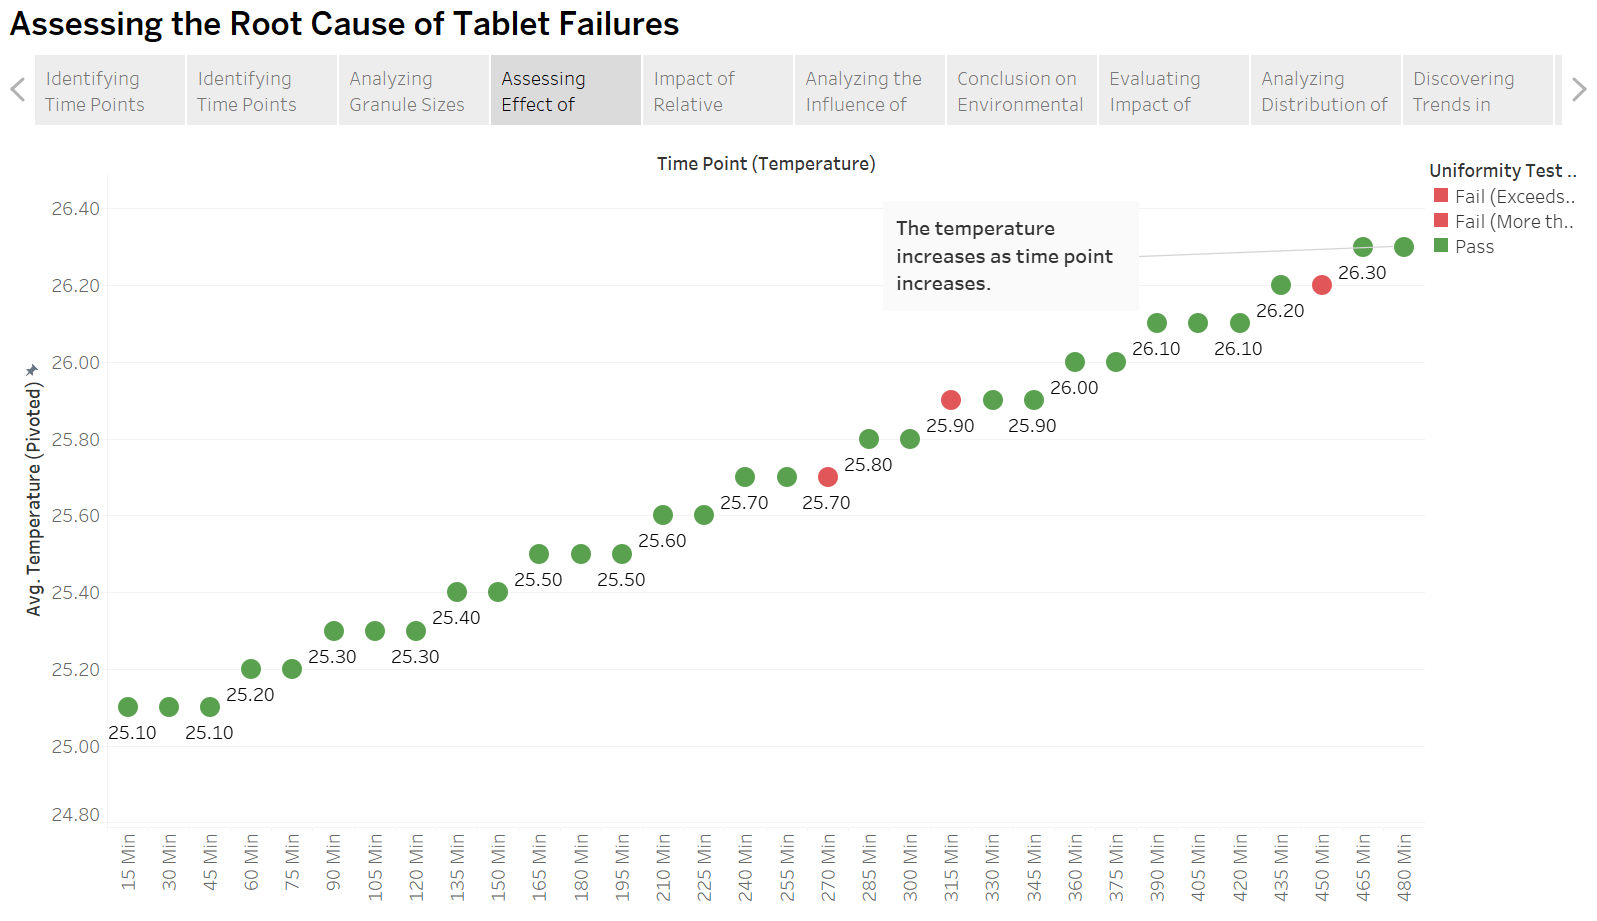 Assessing the Root Cause of Tablet Failures
Identifying
Time Points
Identifying
Time Points
Analyzing
Granule Sizes
Assessing
Effect of
Impact of
Relative
Analyzing the
Influence of
Conclusion on
Environmental
Evaluating
Impact of
Analyzing
Distribution of
Discovering
Trends in
Time Point (Temperature)
Uniformity Test ..
Fail (Exceeds..
Fail (More th..
Pass
The temperature
increases as time point
increases.
Avg. Temperature (Pivoted)
26.40
26.20
26.00
25.80
25.60
25.40
25.20
25.00
24.80
25.10
25.10
25.20
25.30
25.30
25.40
25.50
25.50
25.60
25.70
25.70
25.80
25.90
25.90
26.00
26.10
26.10
26.20
26.30
15 Min
30 Min
45 Min
60 Min
75 Min
90 Min
105 Min
120 Min
135 Min
150 Min
165 Min
180 Min
195 Min
210 Min
225 Min
240 Min
255 Min
270 Min
285 Min
300 Min
315 Min
330 Min
345 Min
360 Min
375 Min
390 Min
405 Min
420 Min
435 Min
450 Min
465 Min
480 Min